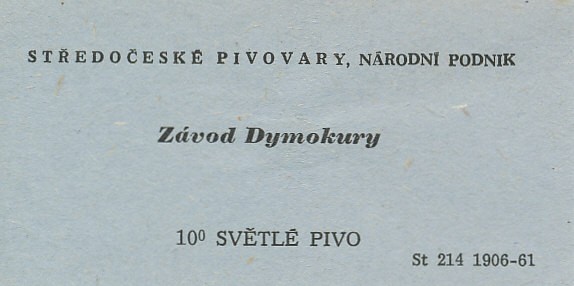 STŘEDOČESKÉ PIVOVARY, NÁRODNÍ PODNIK
Závod Dymokury
10⁰ SVĚTLÉ PIVO
St 214 1906-61